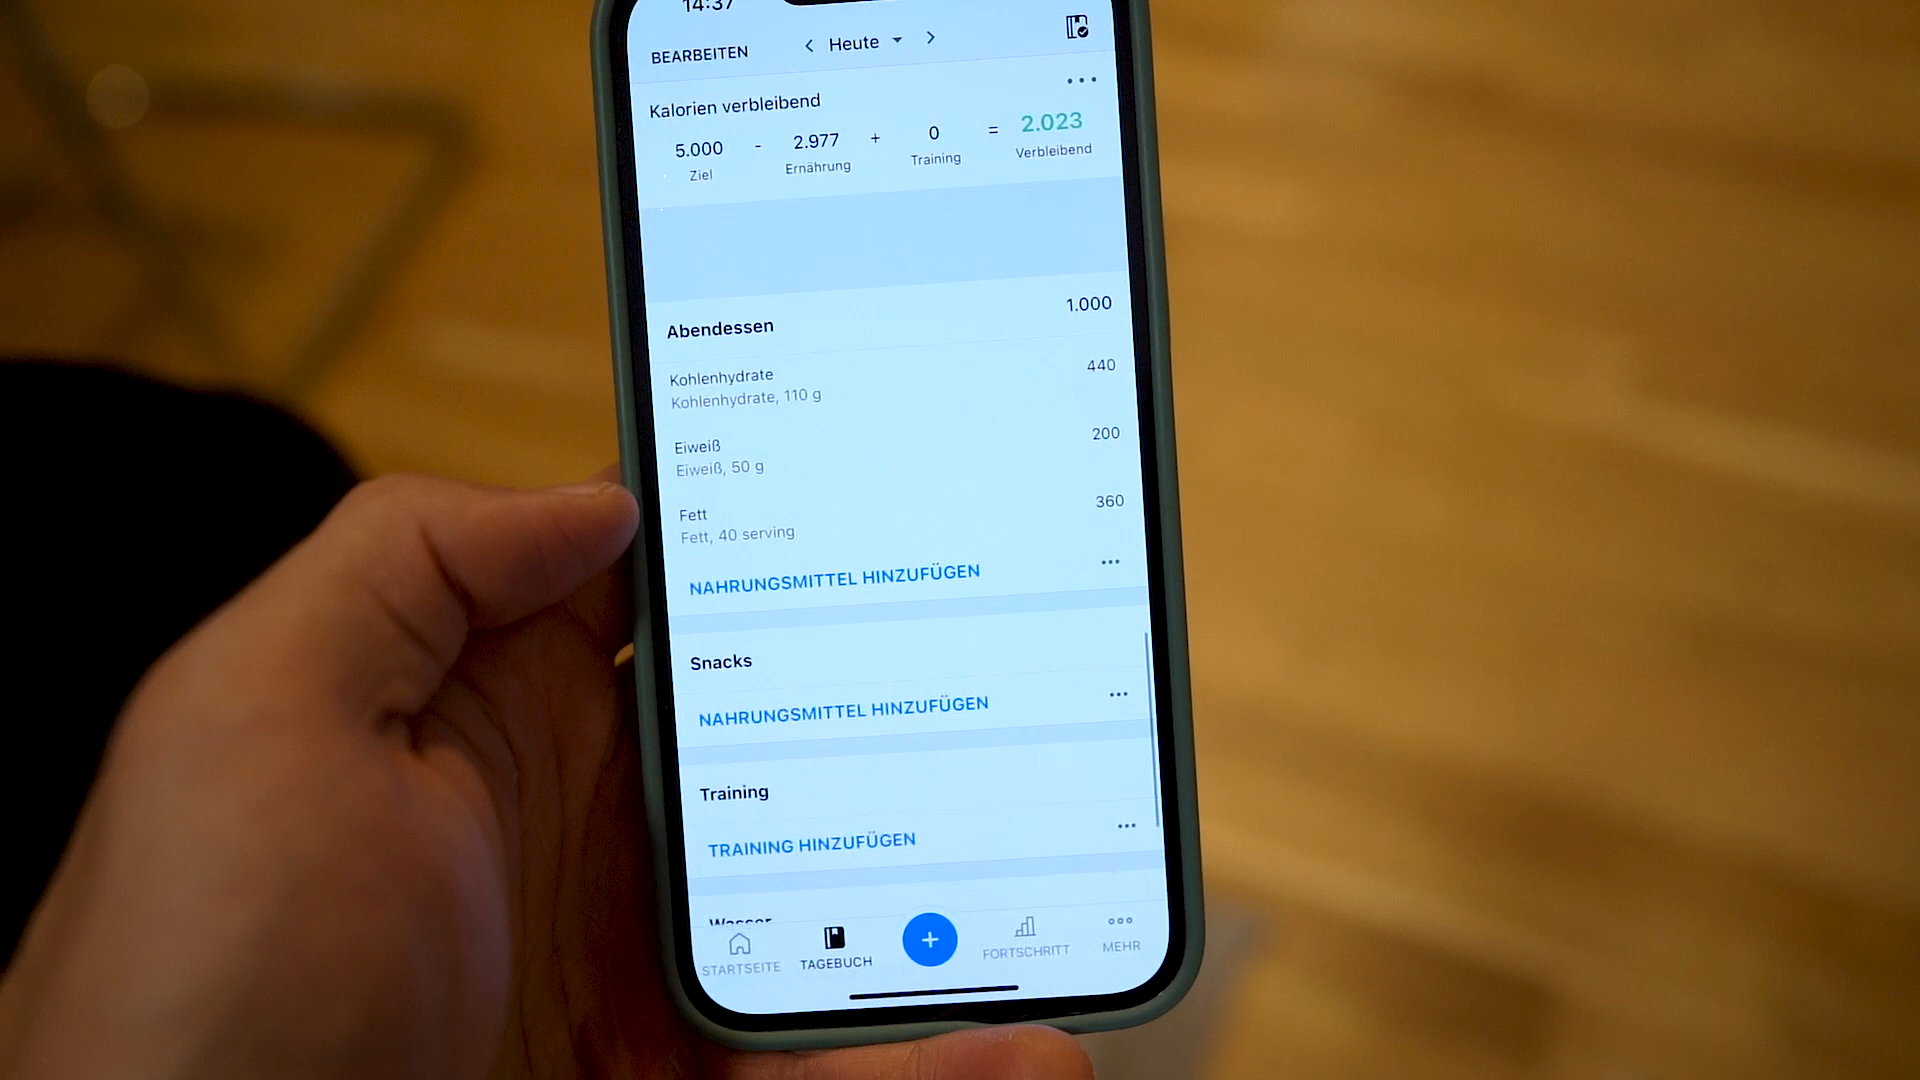 14:37
BEARBEITEN
Heute
Kalorien verbleibend
5.000 - 2.977 + 0 = 2.023
Ziel Ernährung Training Verbleibend
Abendessen 1.000
Kohlenhydrate 440
Kohlenhydrate, 110 g
Eiweiß 200
Eiweiß, 50 g
Fett 360
Fett, 40 serving
NAHRUNGSMITTEL HINZUFÜGEN
Snacks
NAHRUNGSMITTEL HINZUFÜGEN
Training
TRAINING HINZUFÜGEN
Wasser
STARTSEITE TAGEBUCH + FORTSCHRITT MEHR